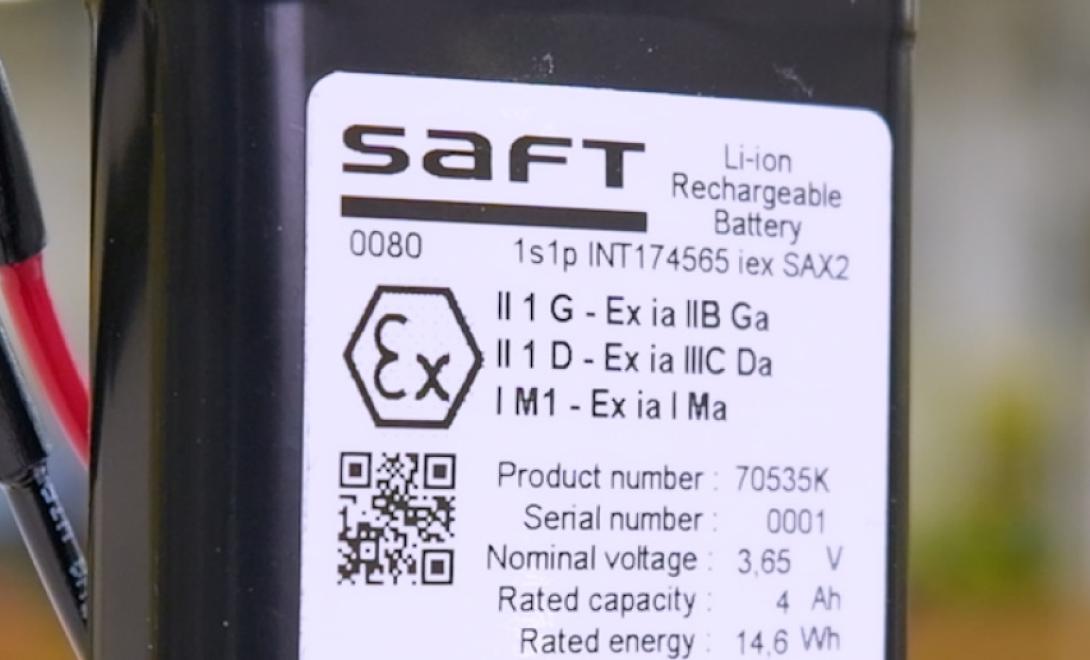 SAFT
Li-ion
Rechargeable
Battery
0080
1s1p INT174565 iex SAX2
Ex
II 1 G - Ex ia IIB Ga
II 1 D - Ex ia IIIC Da
I M1 - Ex ia I Ma
Product number : 70535K
Serial number : 0001
Nominal voltage : 3,65 V
Rated capacity : 4 Ah
Rated energy : 14,6 Wh